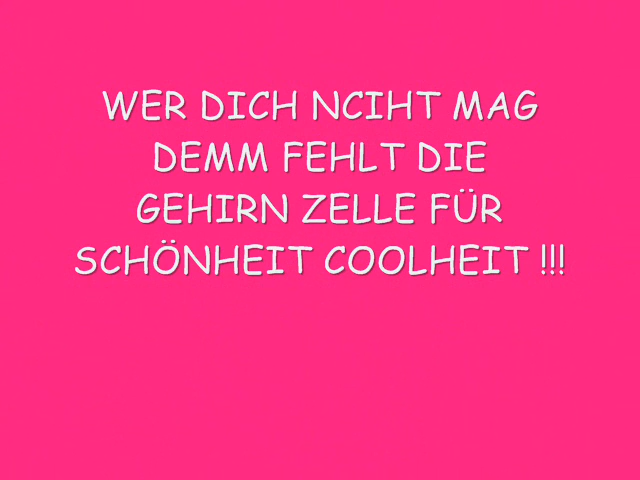 WER DICH NCIHT MAG
DEMM FEHLT DIE
GEHIRN ZELLE FÜR
SCHÖNHEIT COOLHEIT !!!